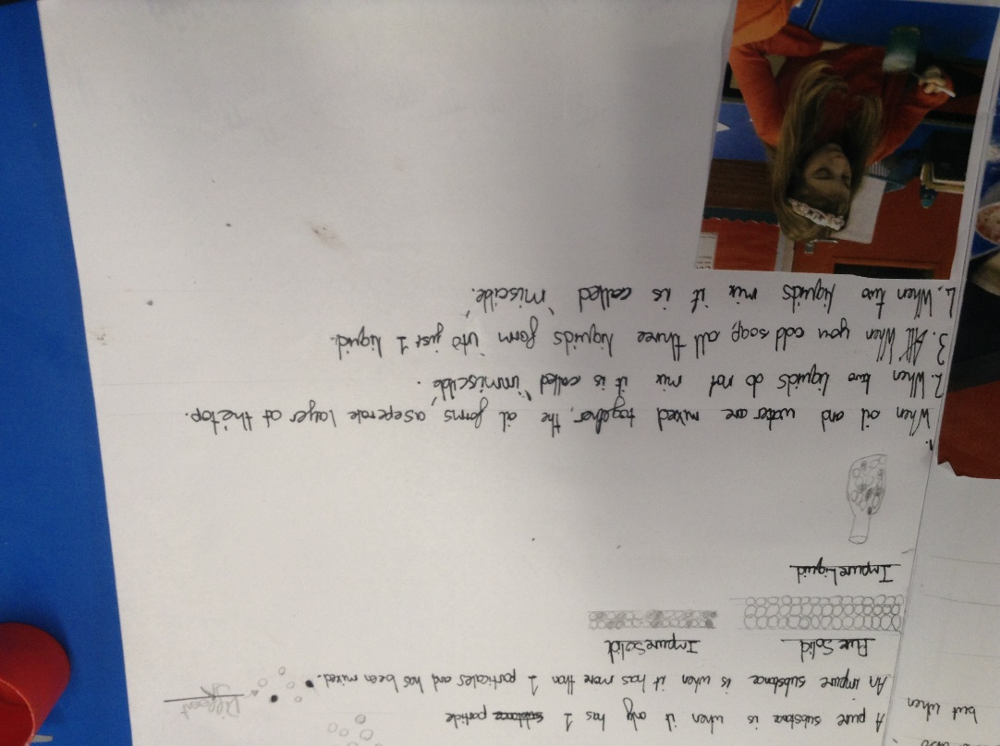 A pure substance is when it only has 1 substance particle
An impure substance is when it has more than 1 particales and has been mixed.
Different
Pure Solid
Impure Solid
Impure Liquid
1.
When oil and water are mixed together, the oil forms a seperate layer at the top.
2. When two liquids do not mix it is called 'immiscible'.
3. When you add soap, all three liquids form into just 1 liquid.
4. When two liquids mix it is called 'miscible'.
but when